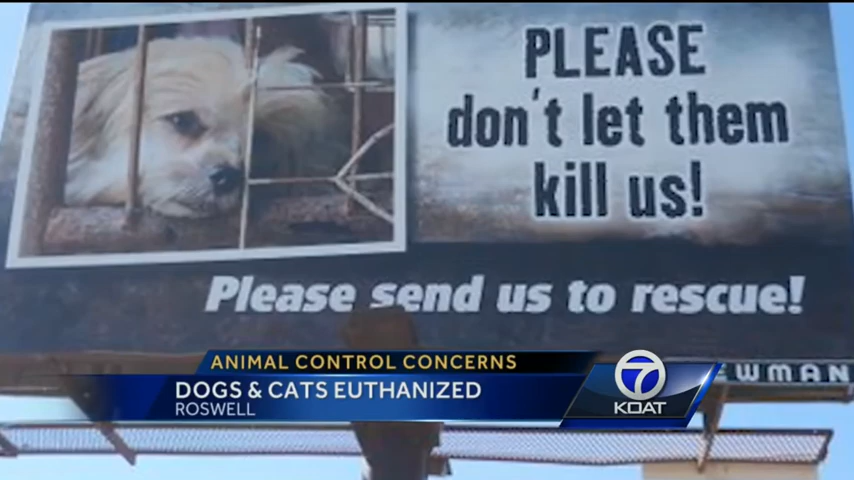 PLEASE
don't let them
kill us!
Please send us to rescue!
ANIMAL CONTROL CONCERNS
DOGS & CATS EUTHANIZED
ROSWELL
7
KOAT
WMAN